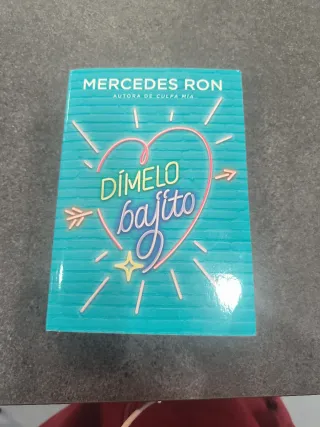 MERCEDES RON
AUTORA DE CULPA MÍA
DÍMELO
bajito